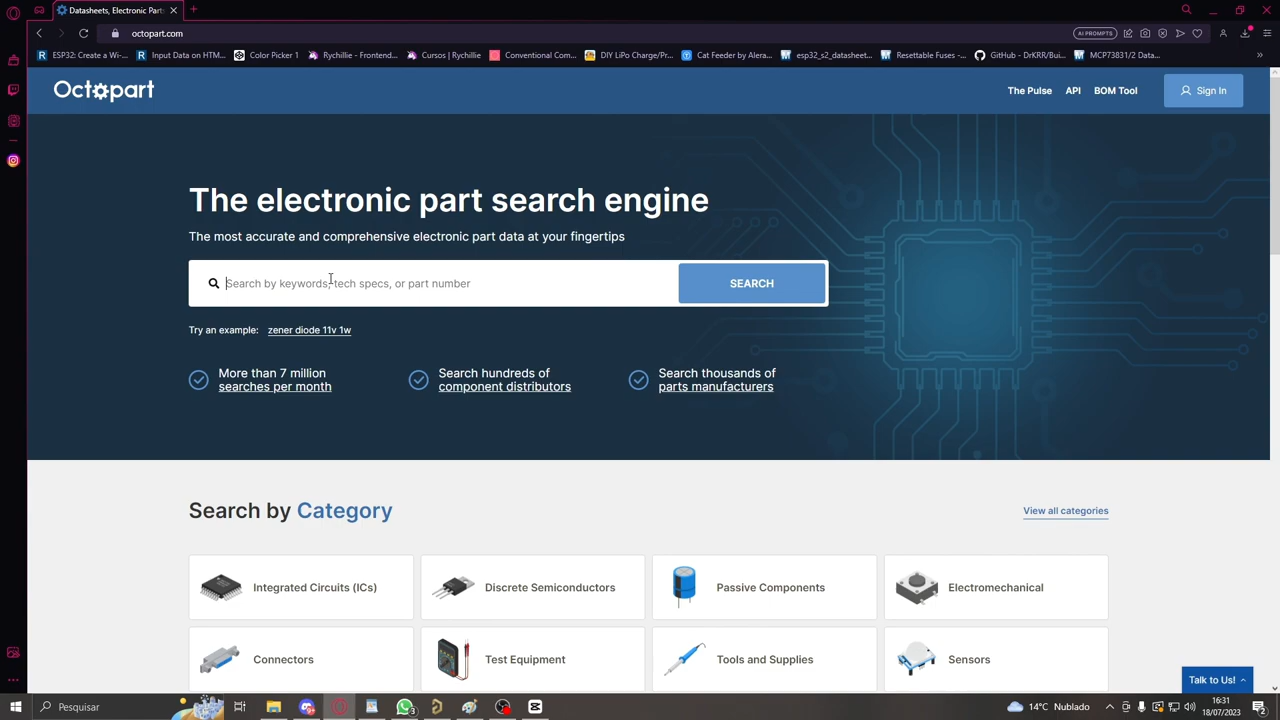 Datasheets, Electronic Parts
octopart.com
AI PROMPTS
ESP32: Create a Wi-...
Input Data on HTM...
Color Picker 1
Rychillie - Frontend...
Cursos | Rychillie
Conventional Com...
DIY LiPo Charge/Pr...
Cat Feeder by Alera...
esp32_s2_datasheet...
Resettable Fuses -...
GitHub - DrKRR/Bui...
MCP73831/2 Data...
Octopart
The Pulse
API
BOM Tool
Sign In
The electronic part search engine
The most accurate and comprehensive electronic part data at your fingertips
Search by keywords, tech specs, or part number
SEARCH
Try an example: zener diode 11v 1w
More than 7 million
searches per month
Search hundreds of
component distributors
Search thousands of
parts manufacturers
Search by Category
View all categories
Integrated Circuits (ICs)
Discrete Semiconductors
Passive Components
Electromechanical
Connectors
Test Equipment
Tools and Supplies
Sensors
Talk to Us!
Pesquisar
3
14°C Nublado
16:31
18/07/2023
2